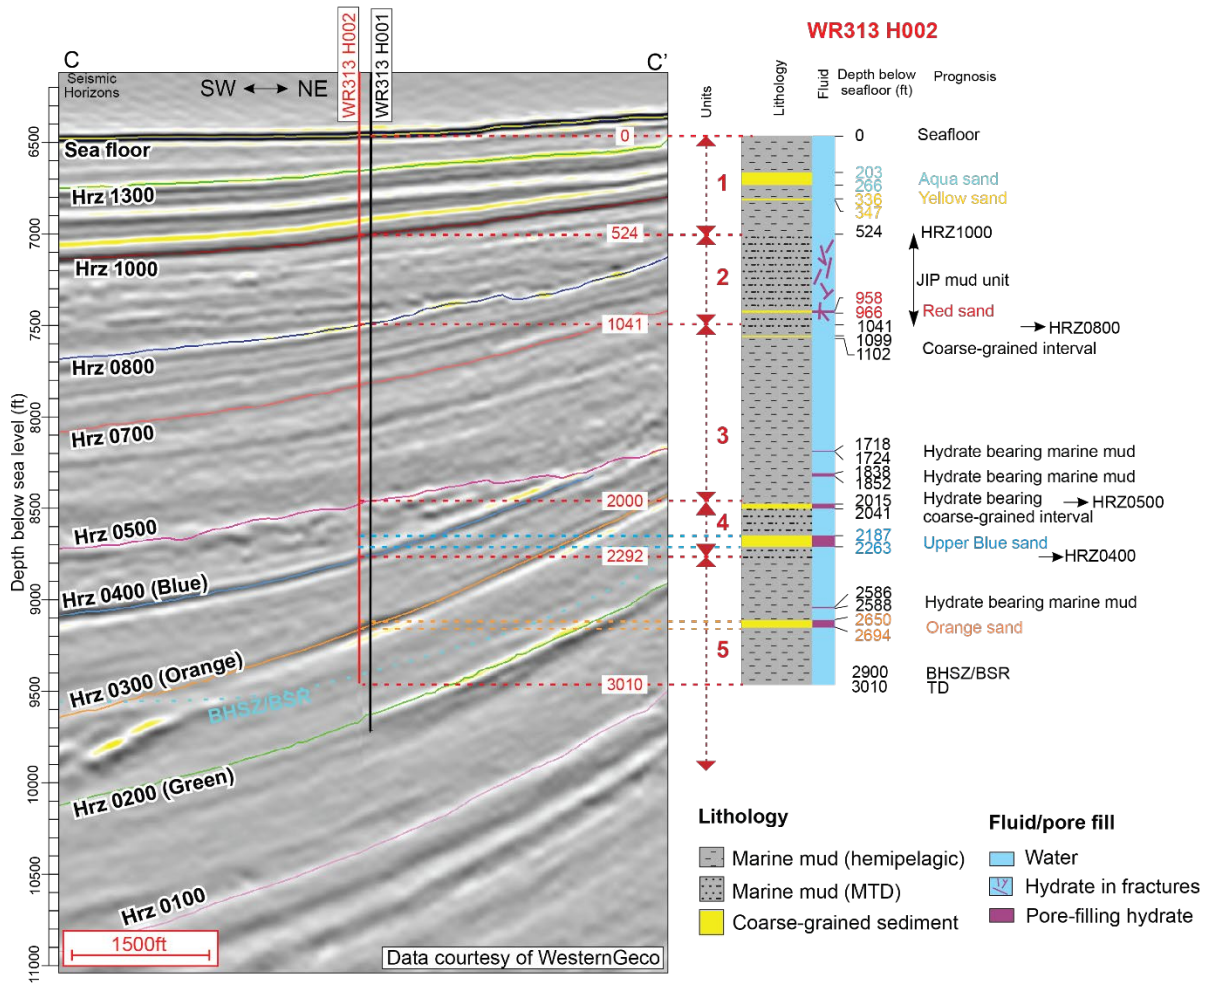 WR313 H002
C
C'
Seismic
Horizons
SW
NE
WR313 H002
WR313 H001
Units
Lithology
Fluid
Depth below
seafloor (ft)
Prognosis
Depth below sea level (ft)
6500
7000
7500
8000
8500
9000
9500
10000
10500
11000
Sea floor
Hrz 1300
Hrz 1000
Hrz 0800
Hrz 0700
Hrz 0500
Hrz 0400 (Blue)
Hrz 0300 (Orange)
BHSZ/BSR
Hrz 0200 (Green)
Hrz 0100
1500ft
Data courtesy of WesternGeco
0
524
1041
2000
2292
3010
1
2
3
4
5
0 Seafloor
203
266 Aqua sand
336 Yellow sand
347
524 HRZ1000
JIP mud unit
958
966 Red sand
1041 HRZ0800
1099
1102 Coarse-grained interval
1718 Hydrate bearing marine mud
1724
1838 Hydrate bearing marine mud
1852
2015 Hydrate bearing HRZ0500
2041 coarse-grained interval
2187 Upper Blue sand
2263
HRZ0400
2586
2588 Hydrate bearing marine mud
2650
2694 Orange sand
2900 BHSZ/BSR
3010 TD
Lithology
Marine mud (hemipelagic)
Marine mud (MTD)
Coarse-grained sediment
Fluid/pore fill
Water
Hydrate in fractures
Pore-filling hydrate